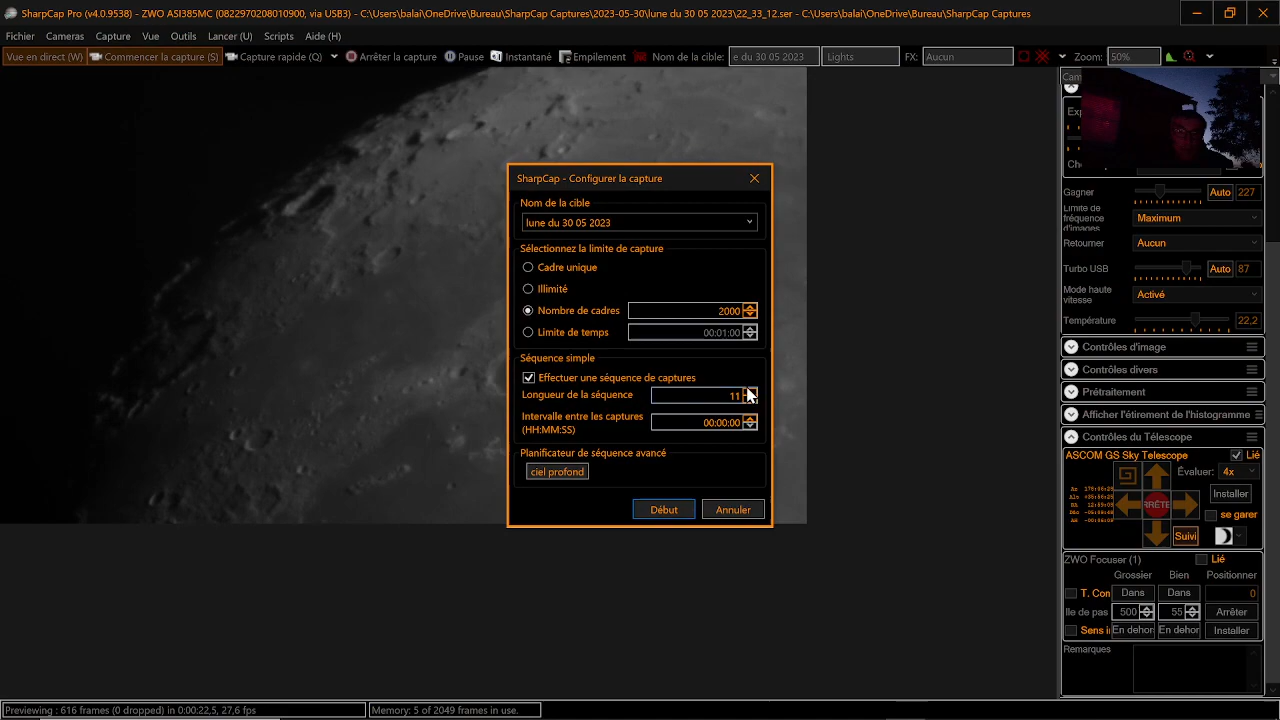 SharpCap Pro (v4.0.9538) - ZWO ASI385MC (0822970208010900, via USB3) - C:\Users\balai\OneDrive\Bureau\SharpCap Captures\2023-05-30\lune du 30 05 2023\22_33_12.ser - C:\Users\balai\OneDrive\Bureau\SharpCap Captures
Fichier Cameras Capture Vue Outils Lancer (U) Scripts Aide (H)
Vue en direct (W) Commencer la capture (S) Capture rapide (Q) Arrêter la capture Pause Instantané Empilement Nom de la cible: e du 30 05 2023 Lights FX: Aucun Zoom: 50%
Cam
Exp
Ch
Gagner Auto 227
Limite de fréquence d'images Maximum
Retourner Aucun
Turbo USB Auto 87
Mode haute vitesse Activé
Température 22,2
Contrôles d'image
Contrôles divers
Prétraitement
Afficher l'étirement de l'histogramme
Contrôles du Télescope
ASCOM GS Sky Telescope Lié
Évaluer: 4x
Installer
ARRÊTE
se garer
Suivi
ZWO Focuser (1) Lié
Grossier Bien Positionner
T. Con Dans Dans 0
lle de pas 500 55 Arrêter
Sens i En dehor En dehor Installer
Remarques
SharpCap - Configurer la capture
Nom de la cible
lune du 30 05 2023
Sélectionnez la limite de capture
Cadre unique
Illimité
Nombre de cadres 2000
Limite de temps 00:01:00
Séquence simple
Effectuer une séquence de captures
Longueur de la séquence 11
Intervalle entre les captures
(HH:MM:SS) 00:00:00
Planificateur de séquence avancé
ciel profond
Début Annuler
Previewing : 616 frames (0 dropped) in 0:00:22,5, 27,6 fps Memory: 5 of 2049 frames in use.